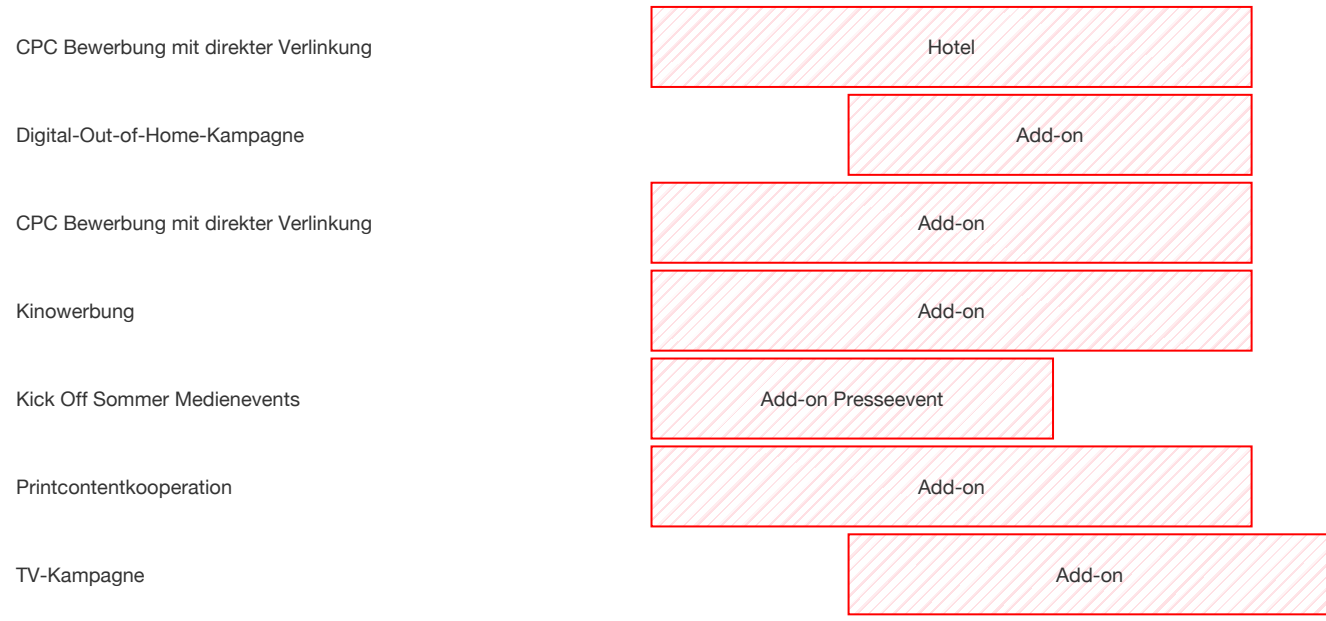 CPC Bewerbung mit direkter Verlinkung Hotel
Digital-Out-of-Home-Kampagne Add-on
CPC Bewerbung mit direkter Verlinkung Add-on
Kinowerbung Add-on
Kick Off Sommer Medienevents Add-on Presseevent
Printcontentkooperation Add-on
TV-Kampagne Add-on